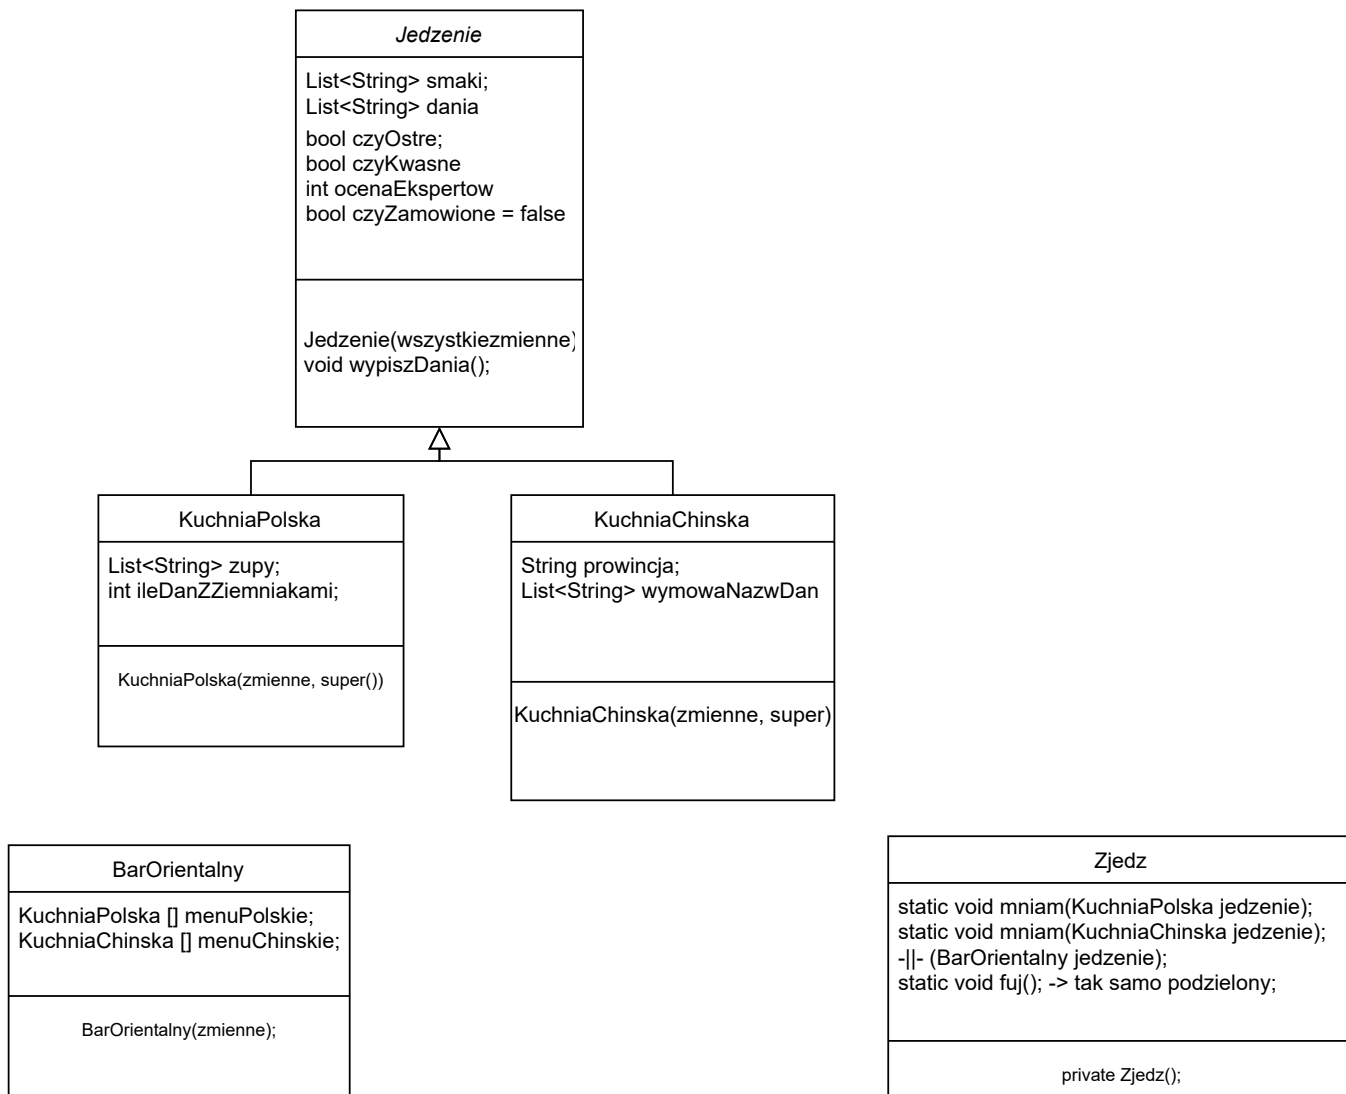 Jedzenie
List<String> smaki;
List<String> dania
bool czyOstre;
bool czyKwasne
int ocenaEkspertow
bool czyZamowione = false
Jedzenie(wszystkiezmienne)
void wypiszDania();
KuchniaPolska
List<String> zupy;
int ileDanZZiemniakami;
KuchniaPolska(zmienne, super())
KuchniaChinska
String prowincja;
List<String> wymowaNazwDan
KuchniaChinska(zmienne, super)
BarOrientalny
KuchniaPolska [] menuPolskie;
KuchniaChinska [] menuChinskie;
BarOrientalny(zmienne);
Zjedz
static void mniam(KuchniaPolska jedzenie);
static void mniam(KuchniaChinska jedzenie);
-||- (BarOrientalny jedzenie);
static void fuj(); -> tak samo podzielony;
private Zjedz();